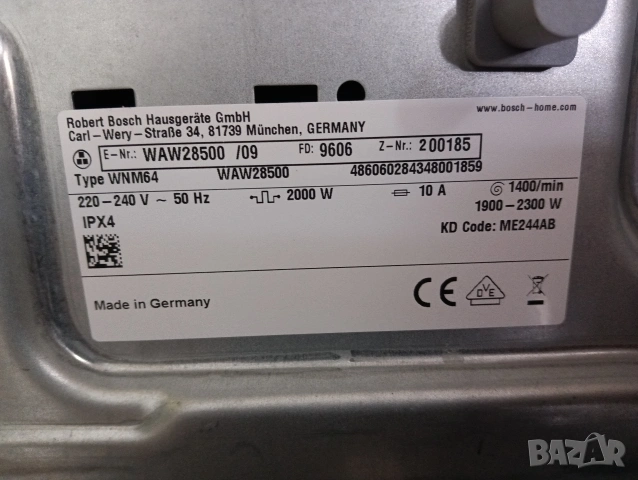 www.bosch-home.com
Robert Bosch Hausgeräte GmbH
Carl-Wery-Straße 34, 81739 München, GERMANY
E-Nr.: WAW28500 /09 FD: 9606 Z-Nr.: 200185
Type WNM64 WAW28500 486060284348001859
220-240 V ~ 50 Hz 2000 W 10 A 1400/min
1900-2300 W
IPX4
KD Code: ME244AB
Made in Germany
CE
DVE
BAZAR